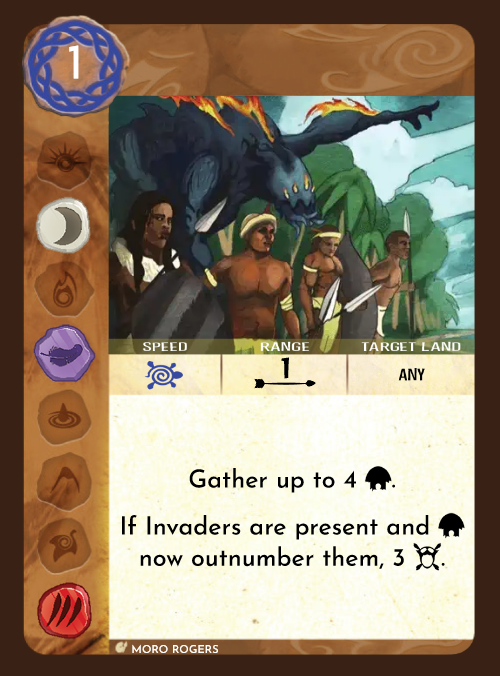 1
SPEED RANGE TARGET LAND
1 ANY
Gather up to 4 .
If Invaders are present and
now outnumber them, 3 .
MORO ROGERS